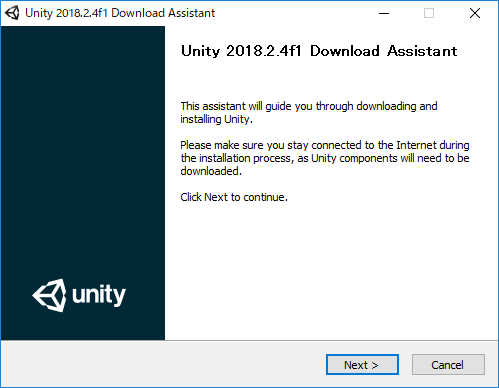 Unity 2018.2.4f1 Download Assistant
Unity 2018.2.4f1 Download Assistant
This assistant will guide you through downloading and
installing Unity.
Please make sure you stay connected to the Internet during
the installation process, as Unity components will need to be
downloaded.
Click Next to continue.
unity
Next >
Cancel